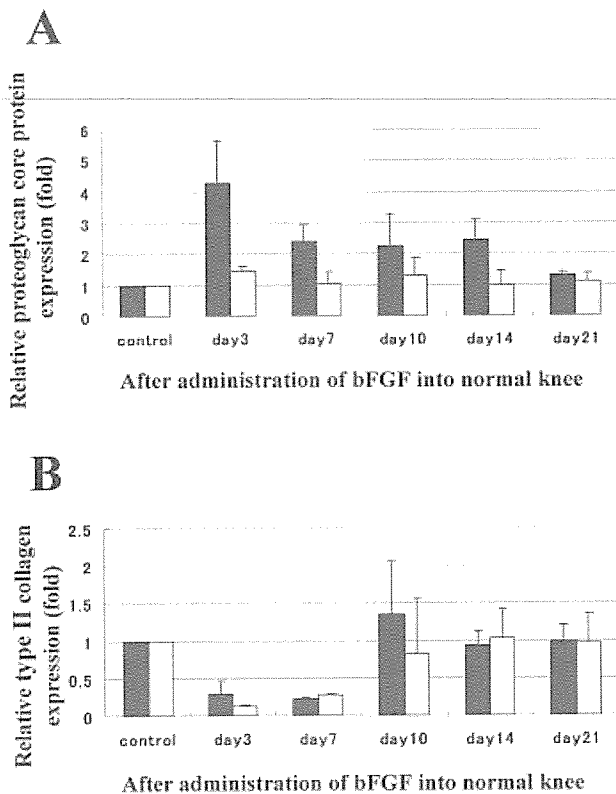 A
Relative proteoglycan core protein
expression (fold)
6
5
4
3
2
1
0
control day3 day7 day10 day14 day21
After administration of bFGF into normal knee
B
Relative type II collagen
expression (fold)
2.5
2
1.5
1
0.5
0
control day3 day7 day10 day14 day21
After administration of bFGF into normal knee